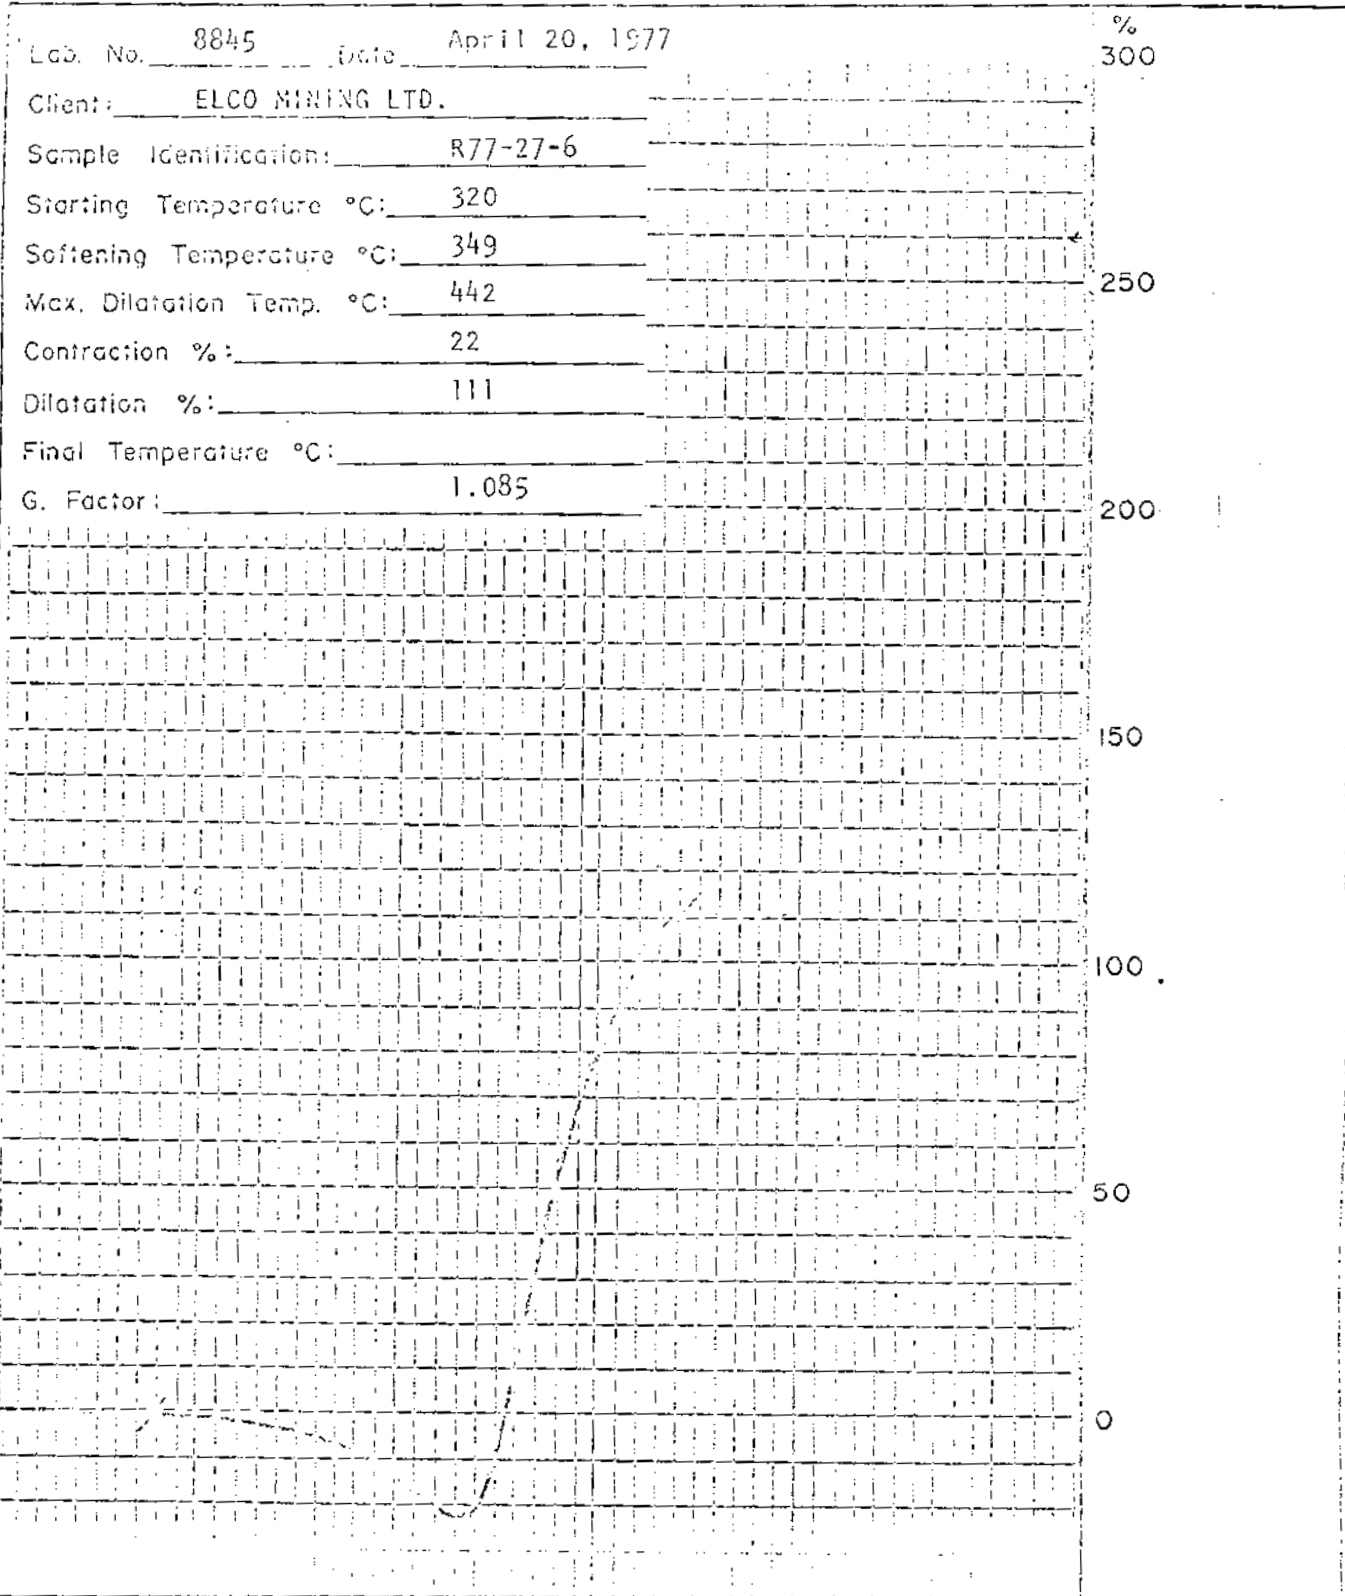 Lab. No. 8845 Date April 20, 1977
Client: ELCO MINING LTD.
Sample Identification: R77-27-6
Starting Temperature °C: 320
Softening Temperature °C: 349
Max. Dilatation Temp. °C: 442
Contraction %: 22
Dilatation %: 111
Final Temperature °C:
G. Factor: 1.085
%
300
250
200
150
100
50
0